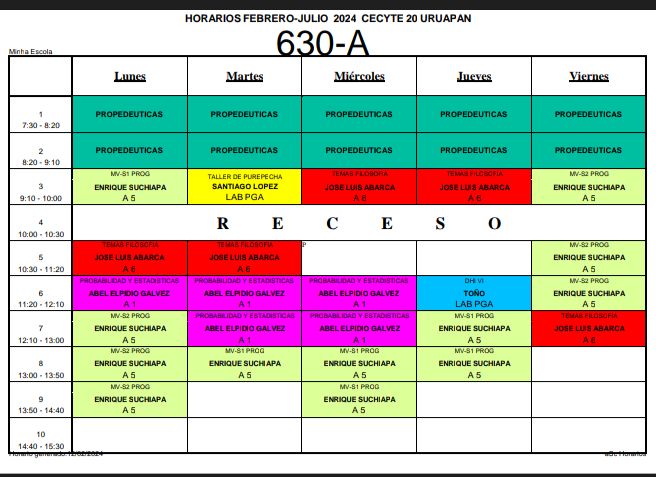 HORARIOS FEBRERO-JULIO 2024 CECYTE 20 URUAPAN
630-A
Minha Escola
Lunes Martes Miércoles Jueves Viernes
1 PROPEDEUTICAS PROPEDEUTICAS PROPEDEUTICAS PROPEDEUTICAS PROPEDEUTICAS
7:30 - 8:20
2 PROPEDEUTICAS PROPEDEUTICAS PROPEDEUTICAS PROPEDEUTICAS PROPEDEUTICAS
8:20 - 9:10
MV-S1 PROG TALLER DE PUREPECHA TEMAS FILOSOFIA TEMAS FILOSOFIA MV-S2 PROG
3 ENRIQUE SUCHIAPA SANTIAGO LOPEZ JOSE LUIS ABARCA JOSE LUIS ABARCA ENRIQUE SUCHIAPA
9:10 - 10:00 A 5 LAB PGA A 6 A 6 A 5
4 R E C E S O
10:00 - 10:30
TEMAS FILOSOFIA TEMAS FILOSOFIA P MV-S2 PROG
5 JOSE LUIS ABARCA JOSE LUIS ABARCA ENRIQUE SUCHIAPA
10:30 - 11:20 A 6 A 6 A 5
PROBABILIDAD Y ESTADISTICAS PROBABILIDAD Y ESTADISTICAS PROBABILIDAD Y ESTADISTICAS OHI VI MV-S2 PROG
6 ABEL ELPIDIO GALVEZ ABEL ELPIDIO GALVEZ ABEL ELPIDIO GALVEZ TOÑO ENRIQUE SUCHIAPA
11:20 - 12:10 A 1 A 1 A 1 LAB PGA A 5
MV-S2 PROG PROBABILIDAD Y ESTADISTICAS PROBABILIDAD Y ESTADISTICAS MV-S1 PROG TEMAS FILOSOFIA
7 ENRIQUE SUCHIAPA ABEL ELPIDIO GALVEZ ABEL ELPIDIO GALVEZ ENRIQUE SUCHIAPA JOSE LUIS ABARCA
12:10 - 13:00 A 5 A 1 A 1 A 5 A 6
MV-S2 PROG MV-S1 PROG MV-S1 PROG MV-S1 PROG
8 ENRIQUE SUCHIAPA ENRIQUE SUCHIAPA ENRIQUE SUCHIAPA ENRIQUE SUCHIAPA
13:00 - 13:50 A 5 A 5 A 5 A 5
MV-S2 PROG MV-S1 PROG
9 ENRIQUE SUCHIAPA ENRIQUE SUCHIAPA
13:50 - 14:40 A 5 A 5
10
14:40 - 15:30
Horario generado:12/02/2024 aSc Horarios